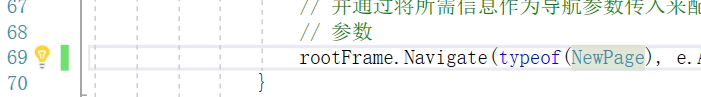 67 // 并通过将所需信息作为导航参数传入来配
68 // 参数
69 rootFrame.Navigate(typeof(NewPage), e.A
70 }